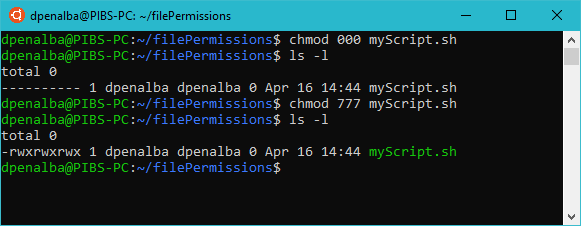 dpenalba@PIBS-PC: ~/filePermissions
dpenalba@PIBS-PC:~/filePermissions$ chmod 000 myScript.sh
dpenalba@PIBS-PC:~/filePermissions$ ls -l
total 0
---------- 1 dpenalba dpenalba 0 Apr 16 14:44 myScript.sh
dpenalba@PIBS-PC:~/filePermissions$ chmod 777 myScript.sh
dpenalba@PIBS-PC:~/filePermissions$ ls -l
total 0
-rwxrwxrwx 1 dpenalba dpenalba 0 Apr 16 14:44 myScript.sh
dpenalba@PIBS-PC:~/filePermissions$